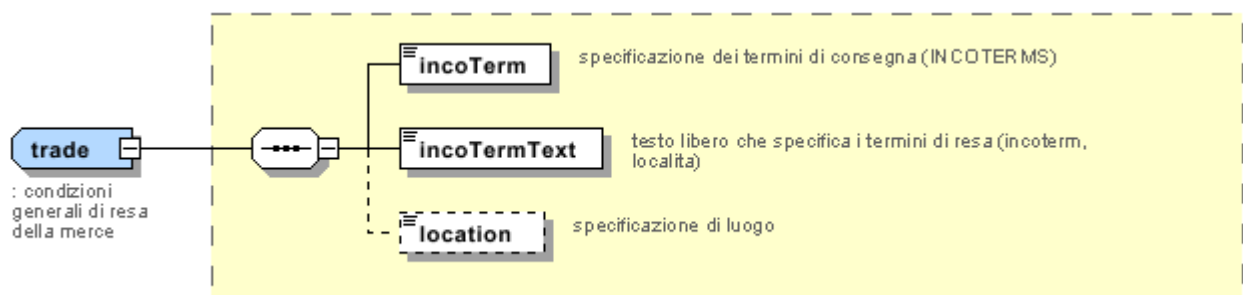 incoTerm
specificazione dei termini di consegna (INCOTERMS)
trade
: condizioni
generali di resa
della merce
incoTermText
testo libero che specifica i termini di resa (incoterm,
localita)
location
specificazione di luogo